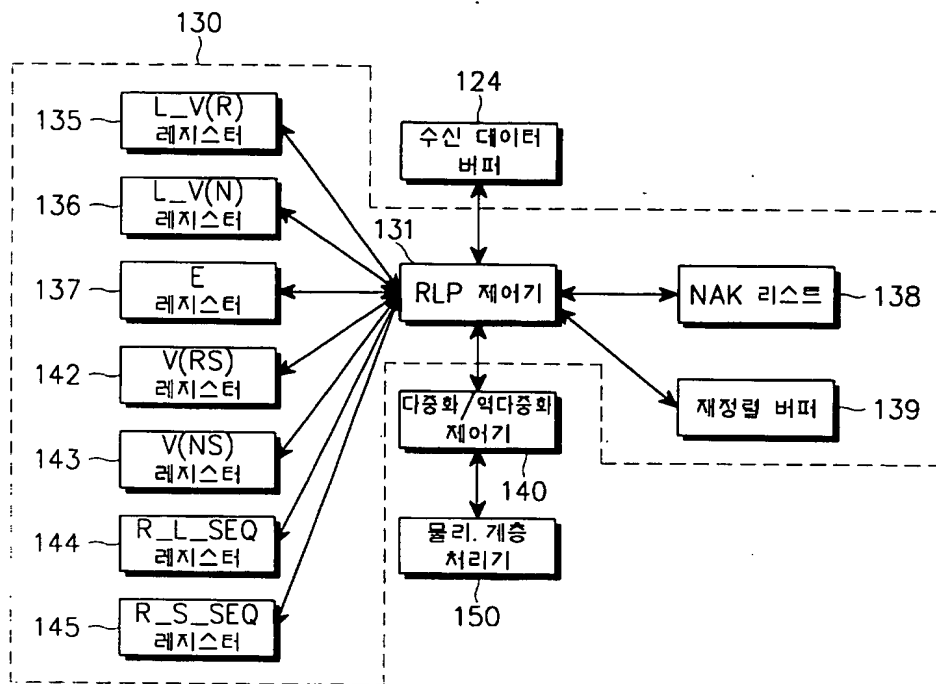 130
135
L_V(R)
레지스터
136
L_V(N)
레지스터
137
E
레지스터
142
V(RS)
레지스터
143
V(NS)
레지스터
144
R_L_SEQ
레지스터
145
R_S_SEQ
레지스터
124
수신 데이터
버퍼
131
RLP 제어기
다중화/역다중화
제어기
140
물리.계층
처리기
150
NAK 리스트
138
재정렬 버퍼
139